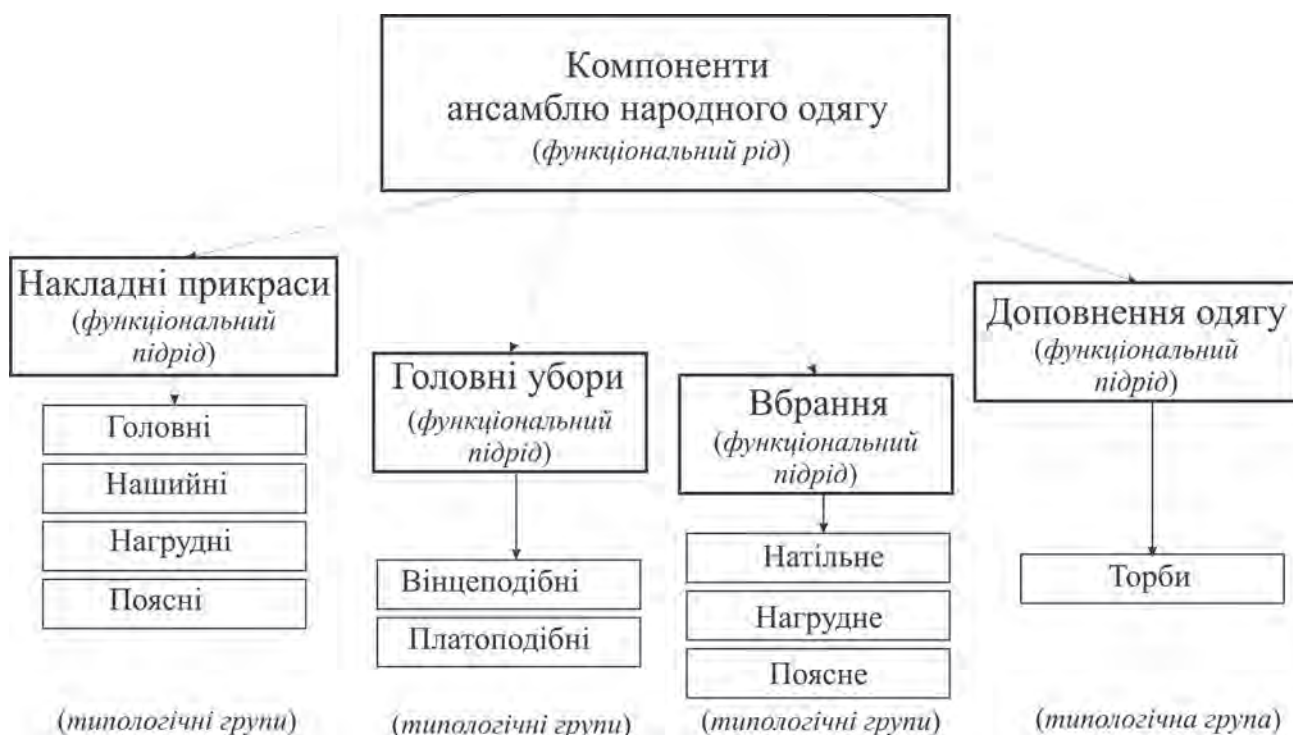 Компоненти
ансамблю народного одягу
(функціональний рід)
Накладні прикраси
(функціональний
підрід)
Головні
Нашийні
Нагрудні
Поясні
(типологічні групи)
Головні убори
(функціональний
підрід)
Вінцеподібні
Платоподібні
(типологічні групи)
Вбрання
(функціональний
підрід)
Натільне
Нагрудне
Поясне
(типологічні групи)
Доповнення одягу
(функціональний
підрід)
Торби
(типологічна група)